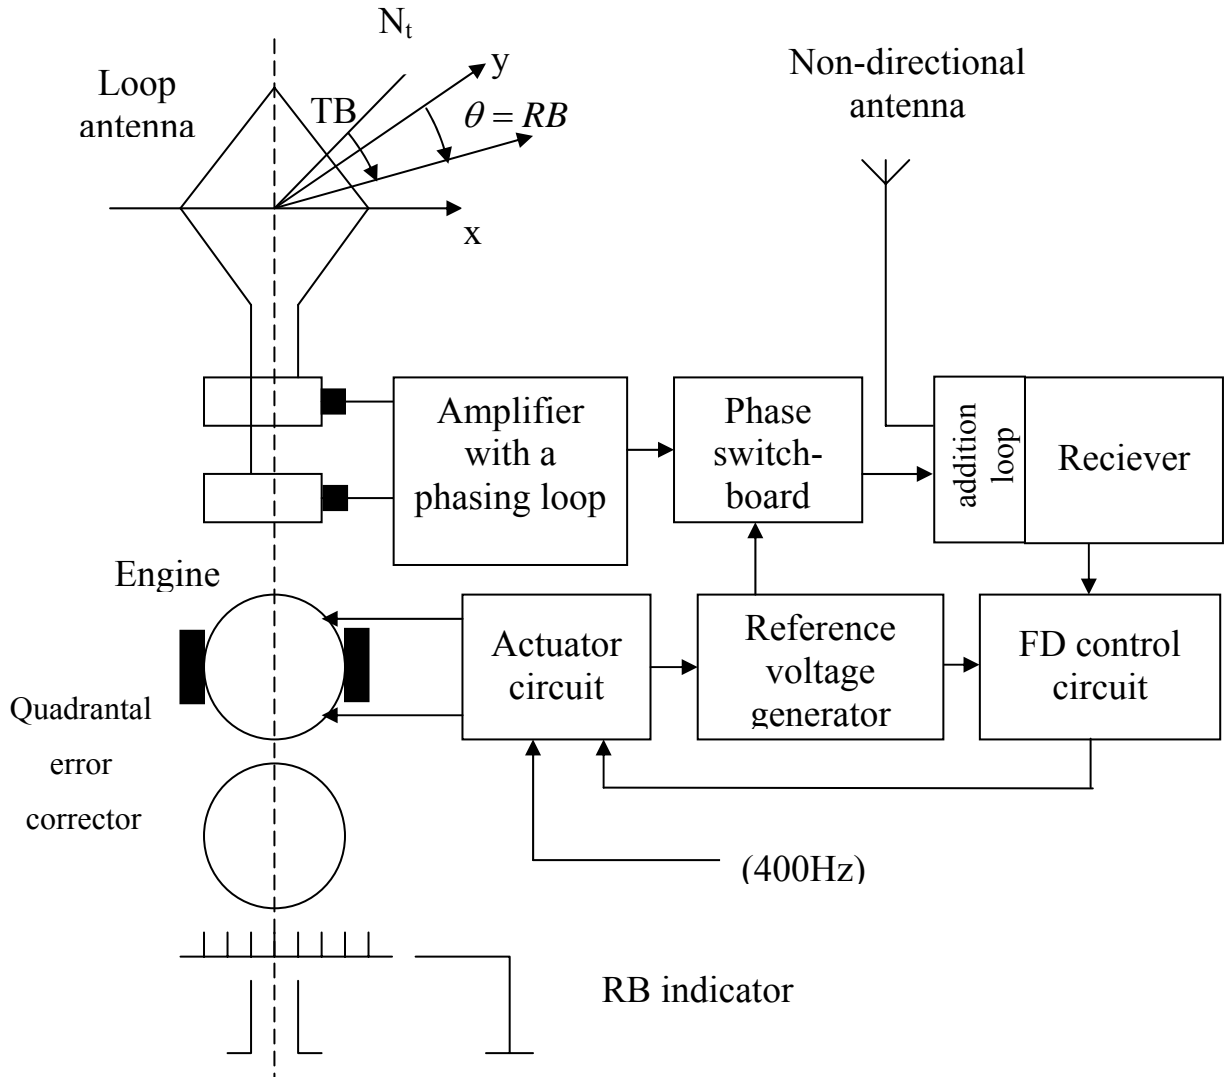 N_t
Loop
antenna
y
TB
θ = RB
x
Non-directional
antenna
Amplifier
with a
phasing loop
Phase
switch-
board
addition
loop
Reciever
Engine
Actuator
circuit
Reference
voltage
generator
FD control
circuit
Quadrantal
error
corrector
(400Hz)
RB indicator